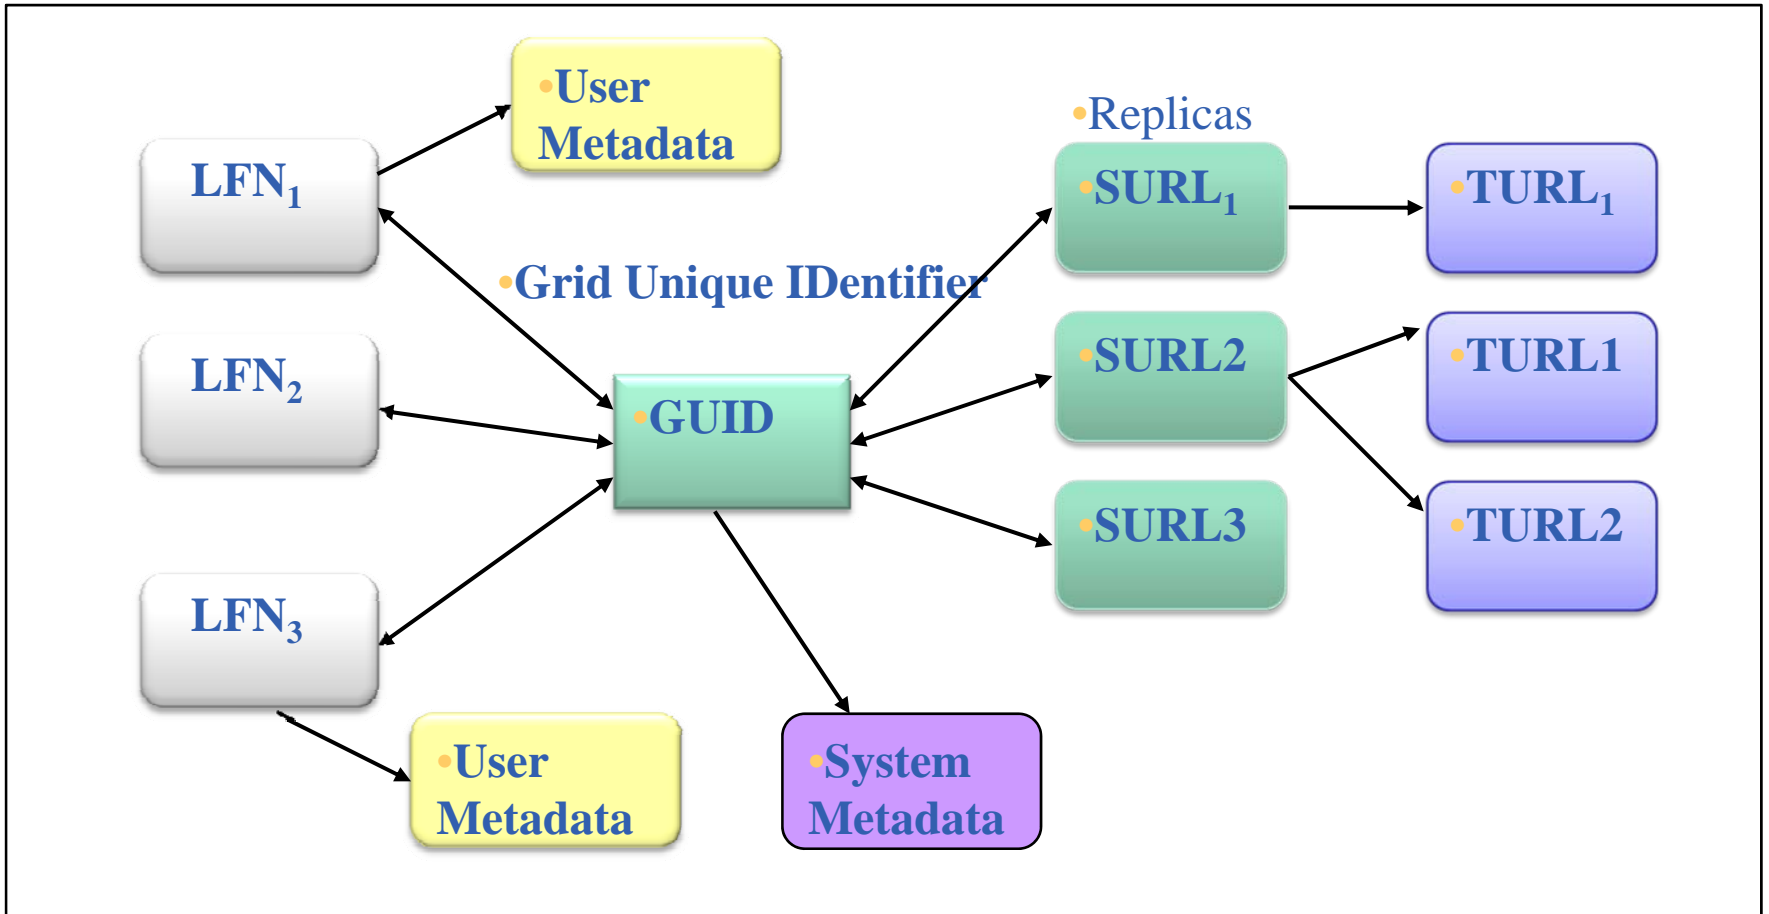 •User
Metadata
•Replicas
LFN₁
•SURL₁
•TURL₁
•Grid Unique IDentifier
LFN₂
•SURL2
•TURL1
•GUID
•SURL3
•TURL2
LFN₃
•User
Metadata
•System
Metadata